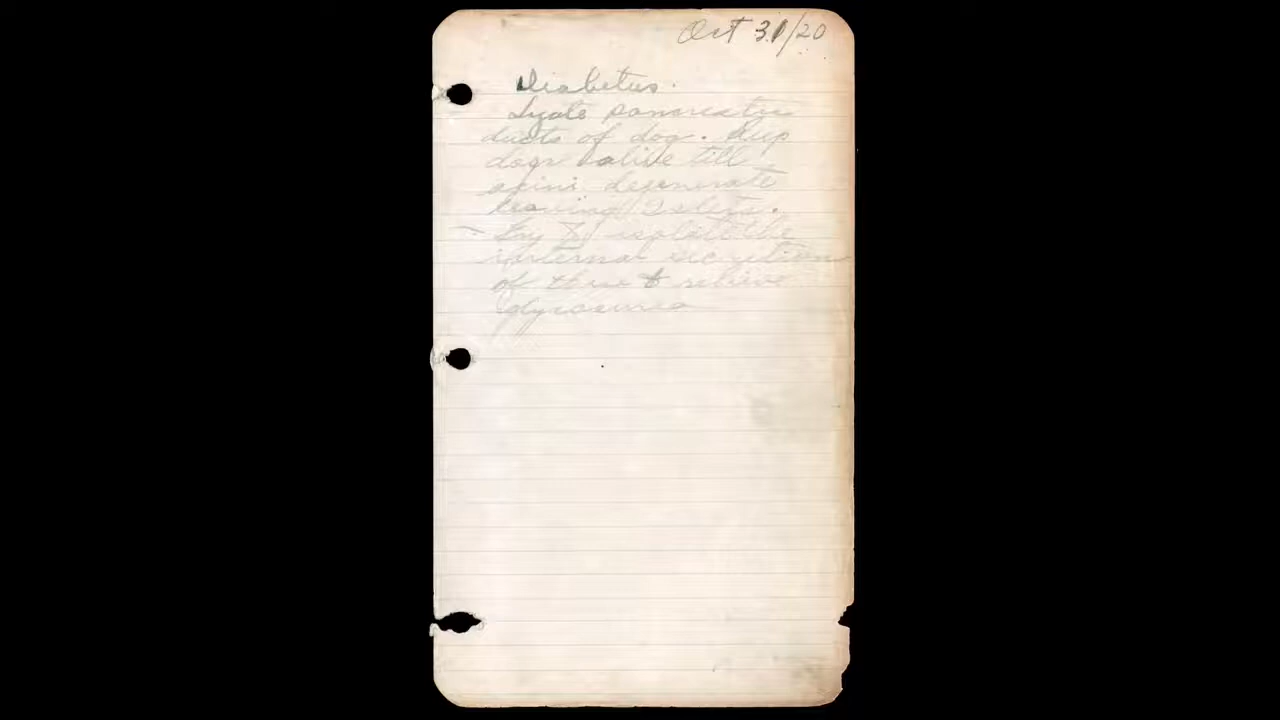 Oct 31/20
Diabetus.
Ligate pancreatic
ducts of dog. Keep
dogs alive till
acini degenerate
leaving Islets.
Try to isolate the
internal secretion
of these to relieve
glycosurea